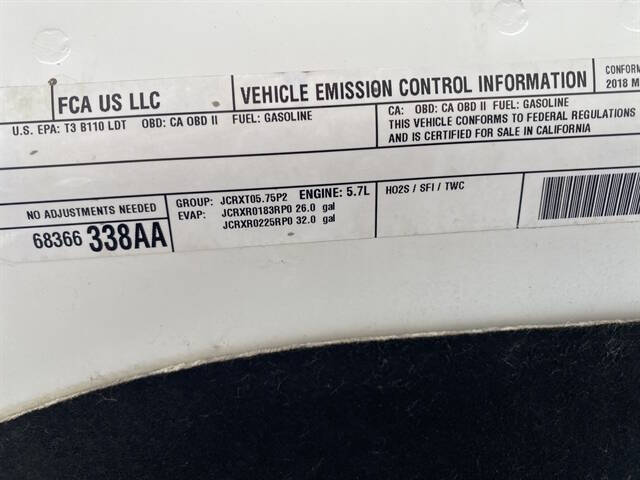 FCA US LLC
VEHICLE EMISSION CONTROL INFORMATION
CONFORM
2018 M
U.S. EPA: T3 B110 LDT OBD: CA OBD II FUEL: GASOLINE
CA: OBD: CA OBD II FUEL: GASOLINE
THIS VEHICLE CONFORMS TO FEDERAL REGULATIONS
AND IS CERTIFIED FOR SALE IN CALIFORNIA
NO ADJUSTMENTS NEEDED
68366 338AA
GROUP: JCRXT05.75P2 ENGINE: 5.7L
EVAP: JCRXR0183RP0 26.0 gal
JCRXR0225RP0 32.0 gal
HO2S / SFI / TWC